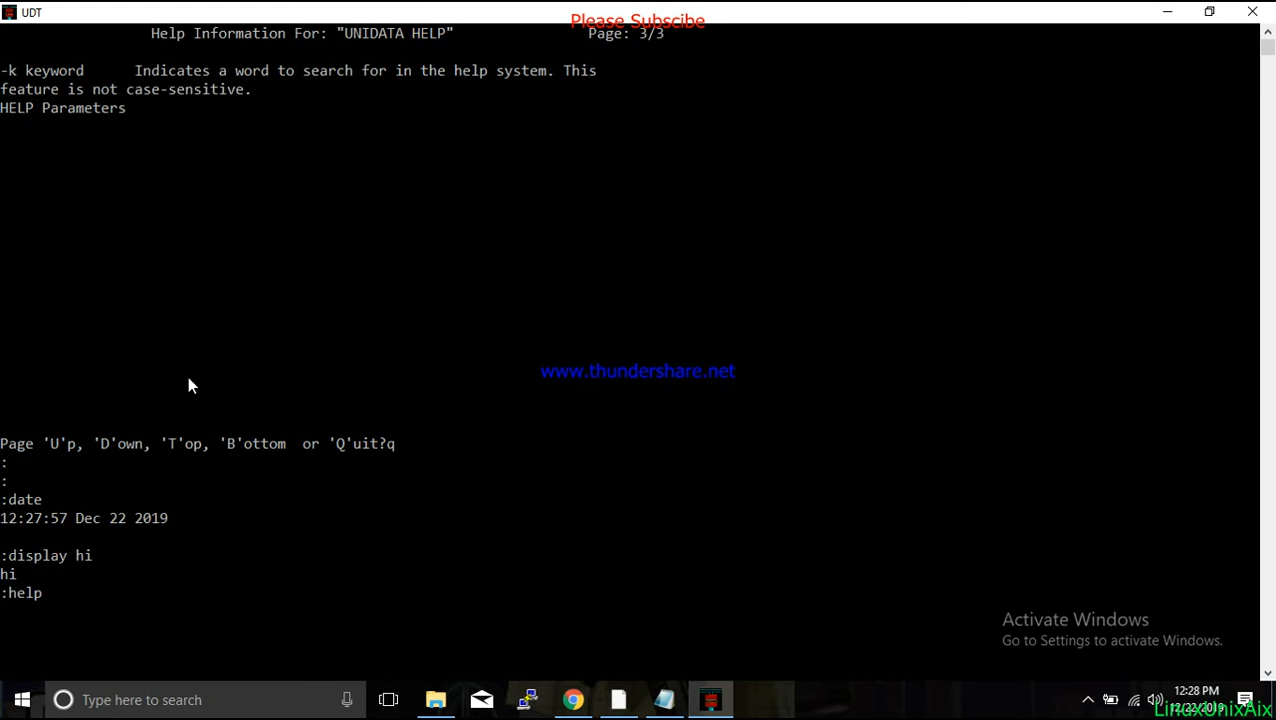 UDT
Please Subscibe
Help Information For: "UNIDATA HELP" Page: 3/3
-k keyword Indicates a word to search for in the help system. This
feature is not case-sensitive.
HELP Parameters
www.thundershare.net
Page 'U'p, 'D'own, 'T'op, 'B'ottom or 'Q'uit?q
:
:
:date
12:27:57 Dec 22 2019
:display hi
hi
:help
Activate Windows
Go to Settings to activate Windows.
Type here to search
12:28 PM
12/22/2019
LinuxUnixAix